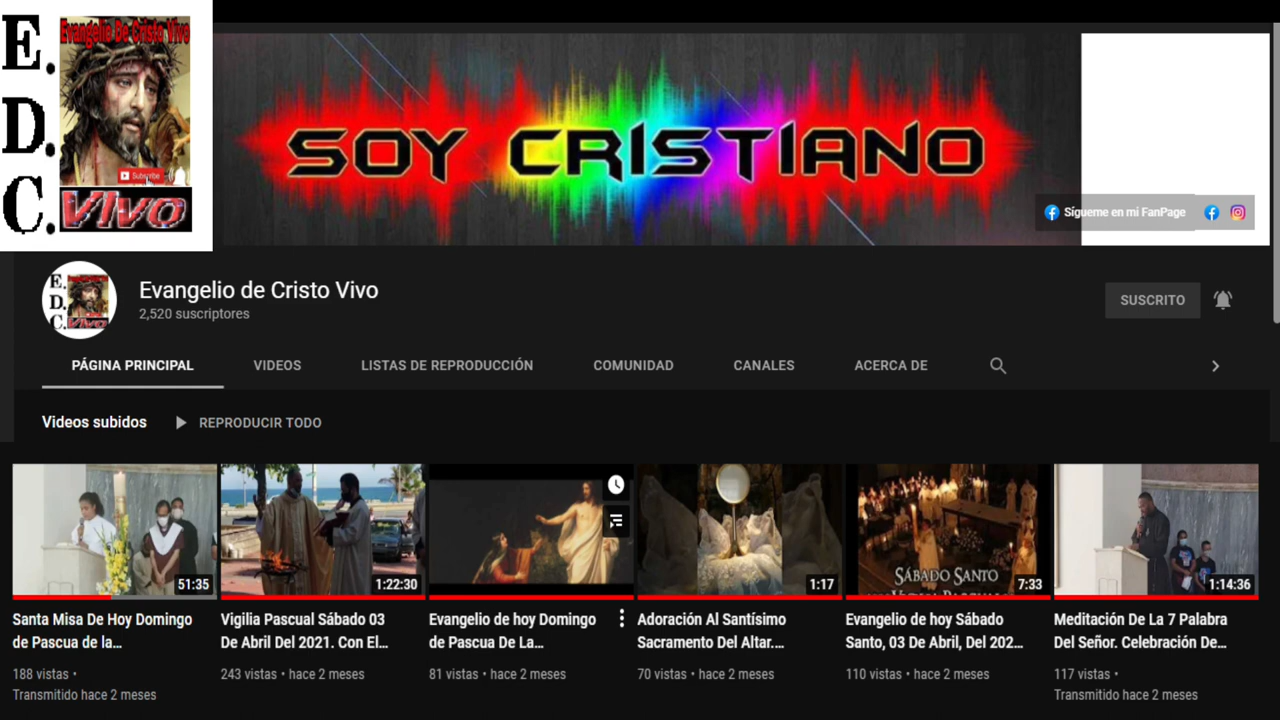 E.
D.
C.
Evangelio De Cristo Vivo
Subscribe
Vivo
SOY CRISTIANO
Sígueme en mi FanPage
E.
D.
C.
Vivo
Evangelio de Cristo Vivo
2,520 suscriptores
SUSCRITO
PÁGINA PRINCIPAL VIDEOS LISTAS DE REPRODUCCIÓN COMUNIDAD CANALES ACERCA DE
Videos subidos REPRODUCIR TODO
51:35
1:22:30
1:17
SÁBADO SANTO
7:33
1:14:36
Santa Misa De Hoy Domingo
de Pascua de la...
188 vistas •
Transmitido hace 2 meses
Vigilia Pascual Sábado 03
De Abril Del 2021. Con El...
243 vistas • hace 2 meses
Evangelio de hoy Domingo
de Pascua De La...
81 vistas • hace 2 meses
Adoración Al Santísimo
Sacramento Del Altar....
70 vistas • hace 2 meses
Evangelio de hoy Sábado
Santo, 03 De Abril, Del 202...
110 vistas • hace 2 meses
Meditación De La 7 Palabra
Del Señor. Celebración De...
117 vistas •
Transmitido hace 2 meses